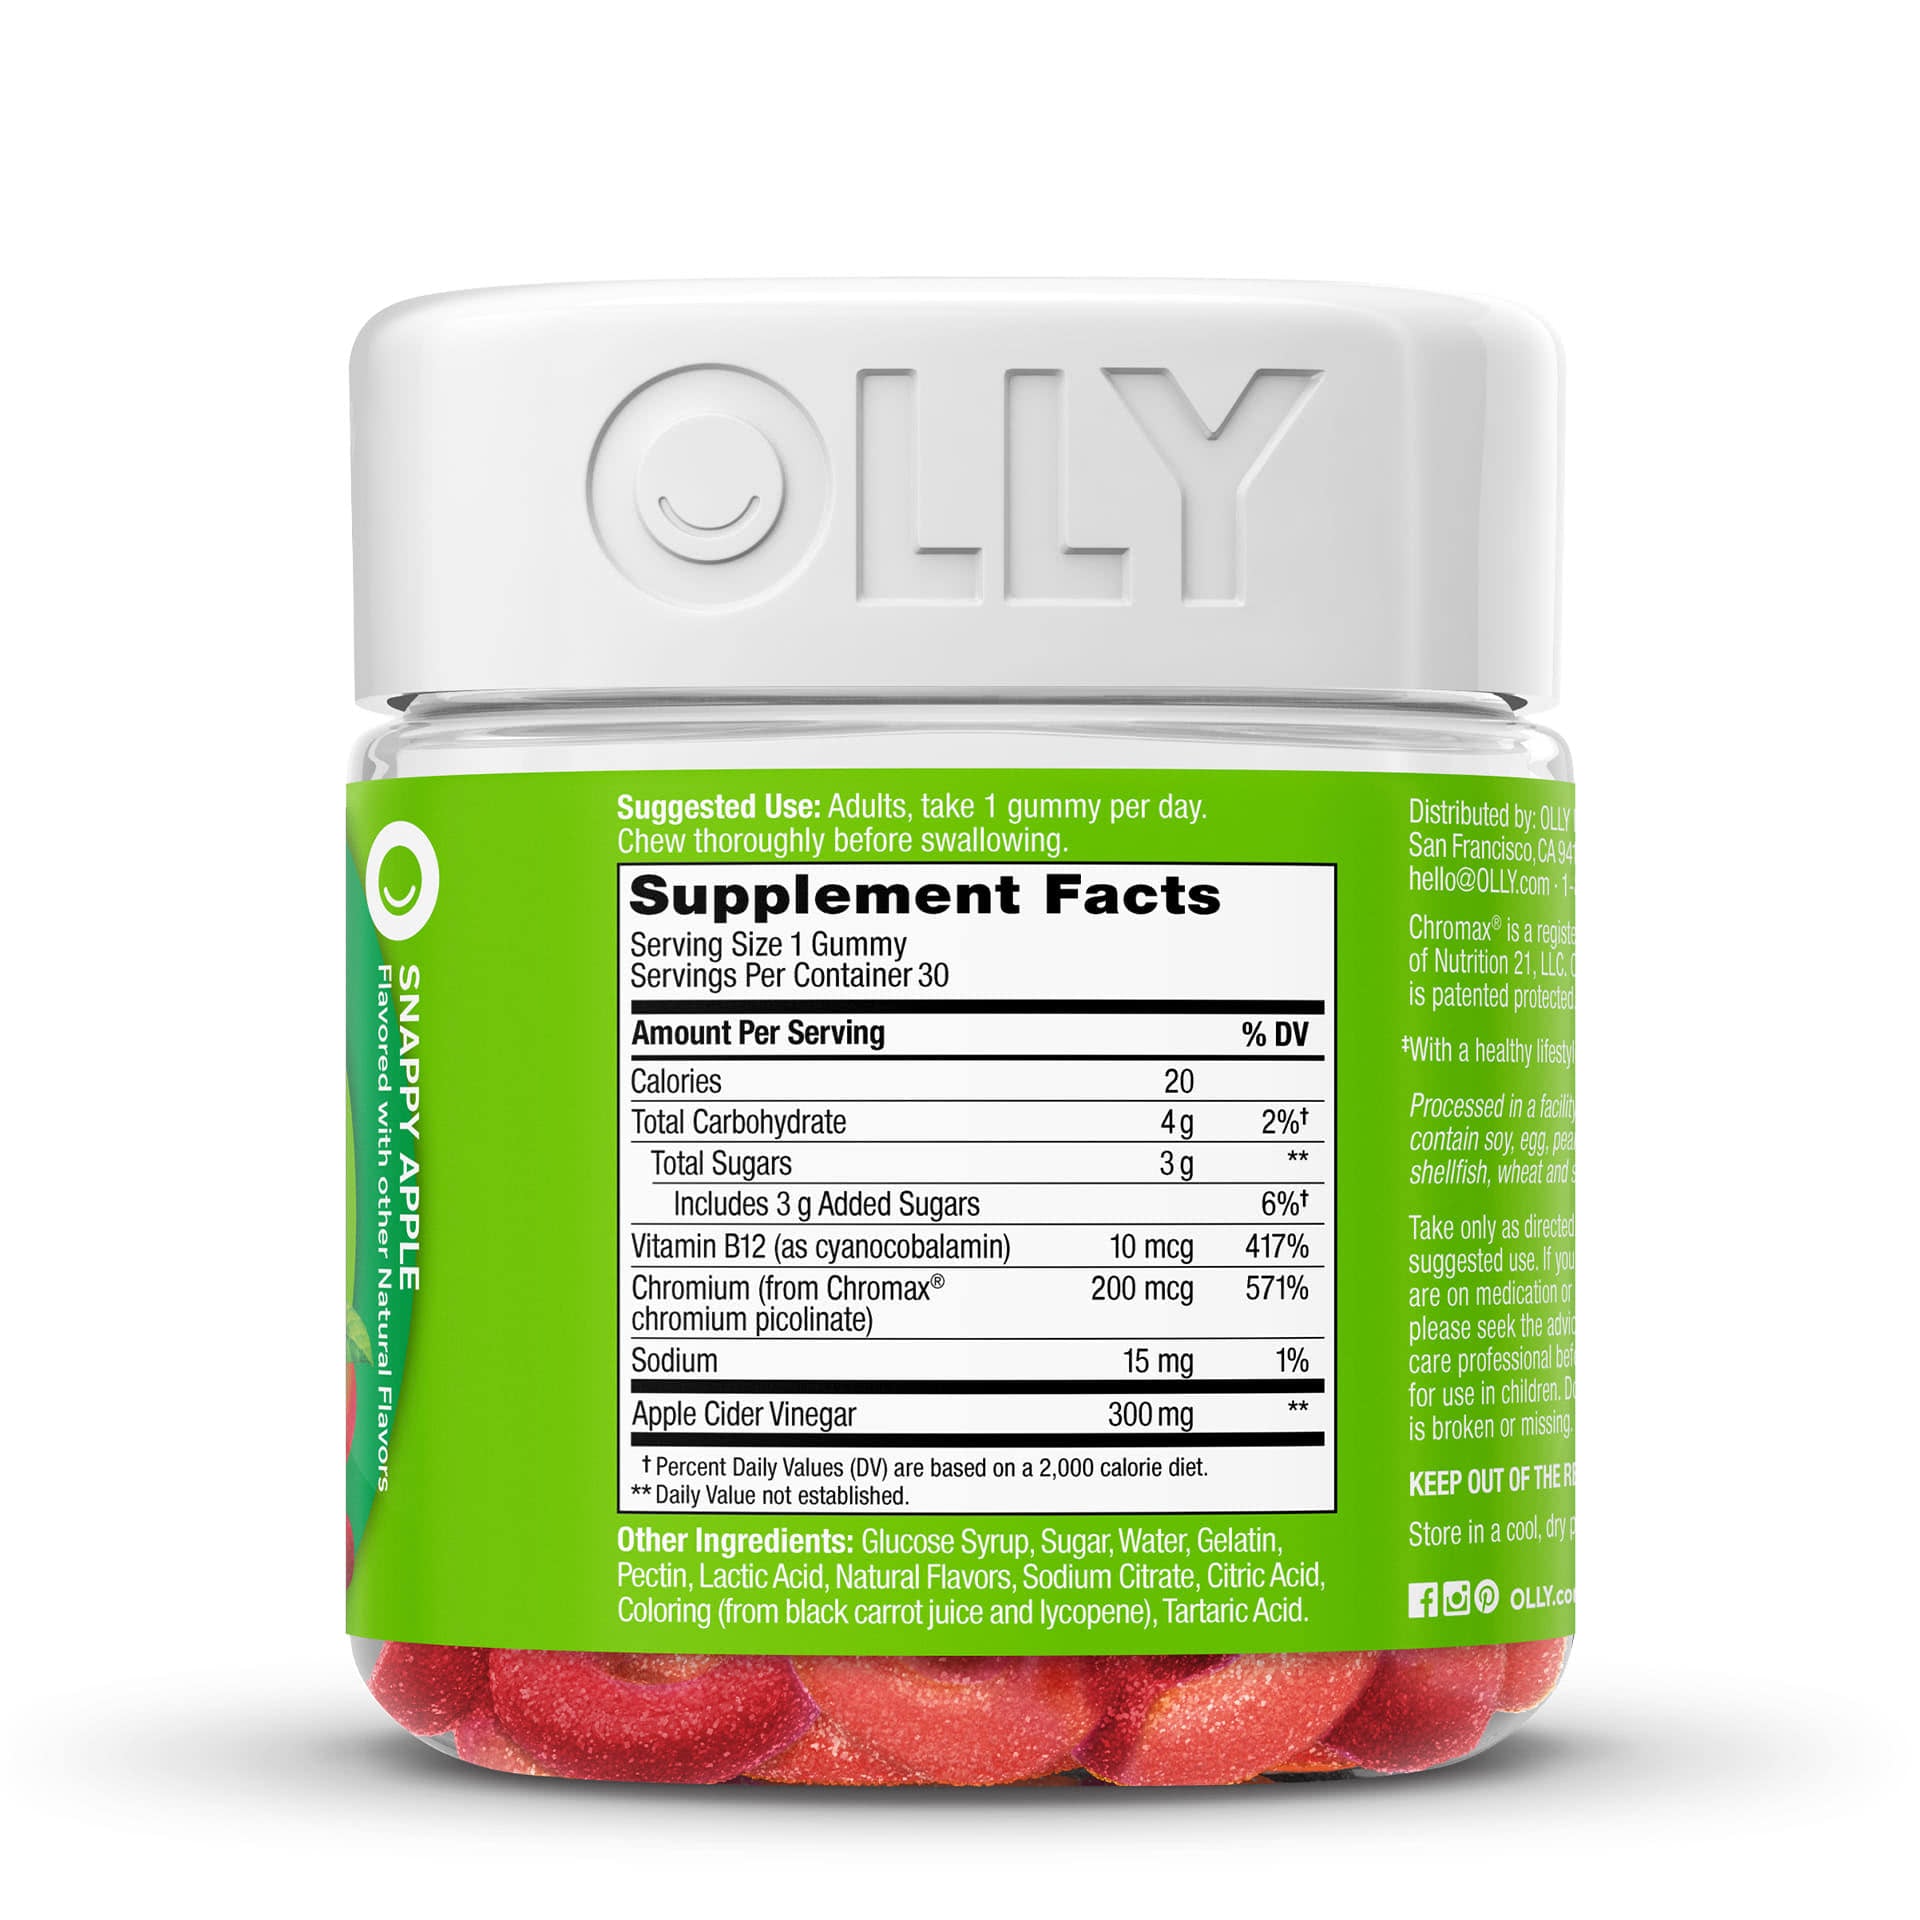 OLLY
SNAPPY APPLE
Flavored with other Natural Flavors
Suggested Use: Adults, take 1 gummy per day.
Chew thoroughly before swallowing.
Supplement Facts
Serving Size 1 Gummy
Servings Per Container 30
Amount Per Serving % DV
Calories 20
Total Carbohydrate 4 g 2%†
Total Sugars 3 g **
Includes 3 g Added Sugars 6%†
Vitamin B12 (as cyanocobalamin) 10 mcg 417%
Chromium (from Chromax® 200 mcg 571%
chromium picolinate)
Sodium 15 mg 1%
Apple Cider Vinegar 300 mg **
† Percent Daily Values (DV) are based on a 2,000 calorie diet.
** Daily Value not established.
Other Ingredients: Glucose Syrup, Sugar, Water, Gelatin,
Pectin, Lactic Acid, Natural Flavors, Sodium Citrate, Citric Acid,
Coloring (from black carrot juice and lycopene), Tartaric Acid.
Distributed by: OLLY
San Francisco, CA
hello@OLLY.com · 1-
Chromax® is a
of Nutrition 21, LLC.
is patented protected.
‡With a healthy
Processed in a
contain soy, egg,
shellfish, wheat and
Take only as directed
suggested use. If you
are on medication or
please seek the
care professional
for use in children.
is broken or missing.
KEEP OUT OF THE
Store in a cool, dry